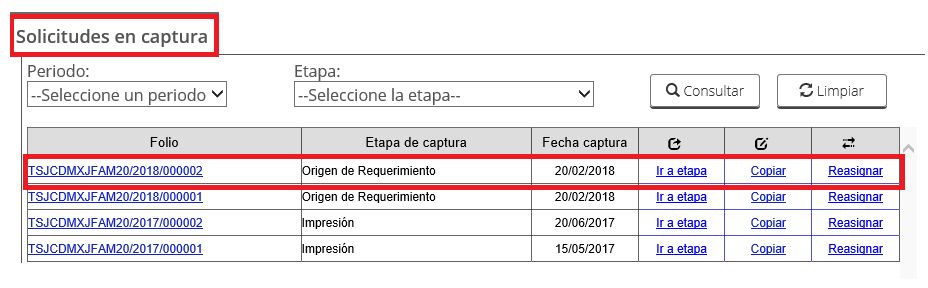 Solicitudes en captura
Periodo: Etapa:
--Seleccione un periodo --Seleccione la etapa-- Consultar Limpiar
Folio Etapa de captura Fecha captura
TSJCDMXJFAM20/2018/000002 Origen de Requerimiento 20/02/2018 Ir a etapa Copiar Reasignar
TSJCDMXJFAM20/2018/000001 Origen de Requerimiento 20/02/2018 Ir a etapa Copiar Reasignar
TSJCDMXJFAM20/2017/000002 Impresión 20/06/2017 Ir a etapa Copiar Reasignar
TSJCDMXJFAM20/2017/000001 Impresión 15/05/2017 Ir a etapa Copiar Reasignar